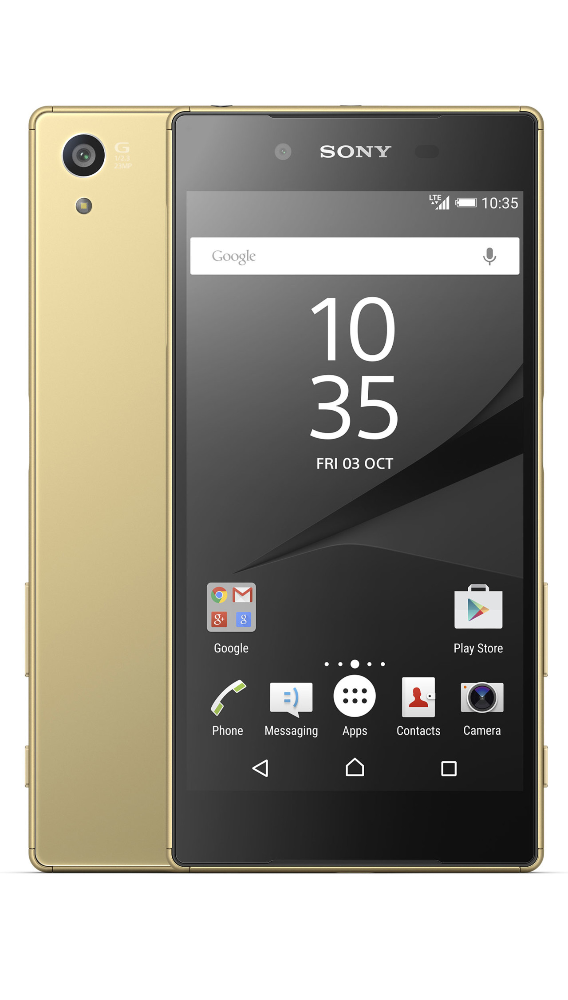 G
1/2.3
23MP
SONY
LTE 10:35
Google
10
35
FRI 03 OCT
g+ g
Google
Play Store
Phone Messaging Apps Contacts Camera